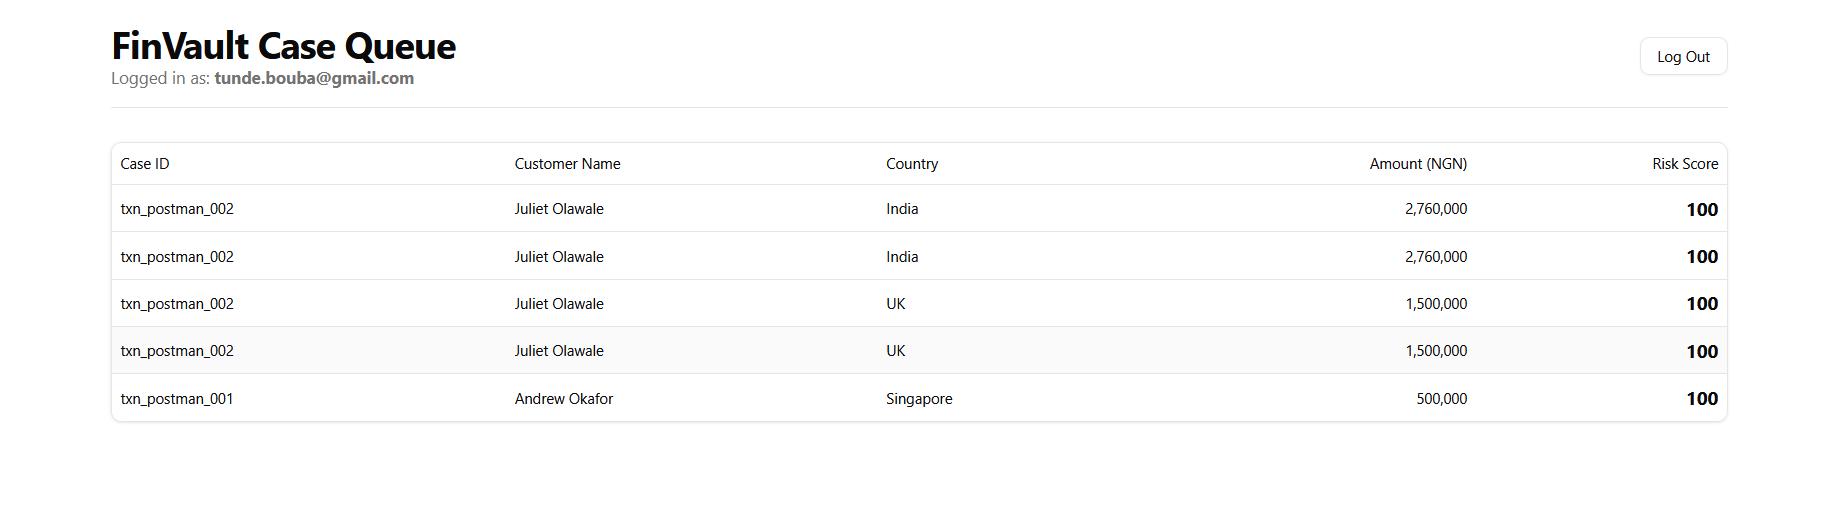 FinVault Case Queue
Logged in as: tunde.bouba@gmail.com
Log Out
Case ID Customer Name Country Amount (NGN) Risk Score
txn_postman_002 Juliet Olawale India 2,760,000 100
txn_postman_002 Juliet Olawale India 2,760,000 100
txn_postman_002 Juliet Olawale UK 1,500,000 100
txn_postman_002 Juliet Olawale UK 1,500,000 100
txn_postman_001 Andrew Okafor Singapore 500,000 100